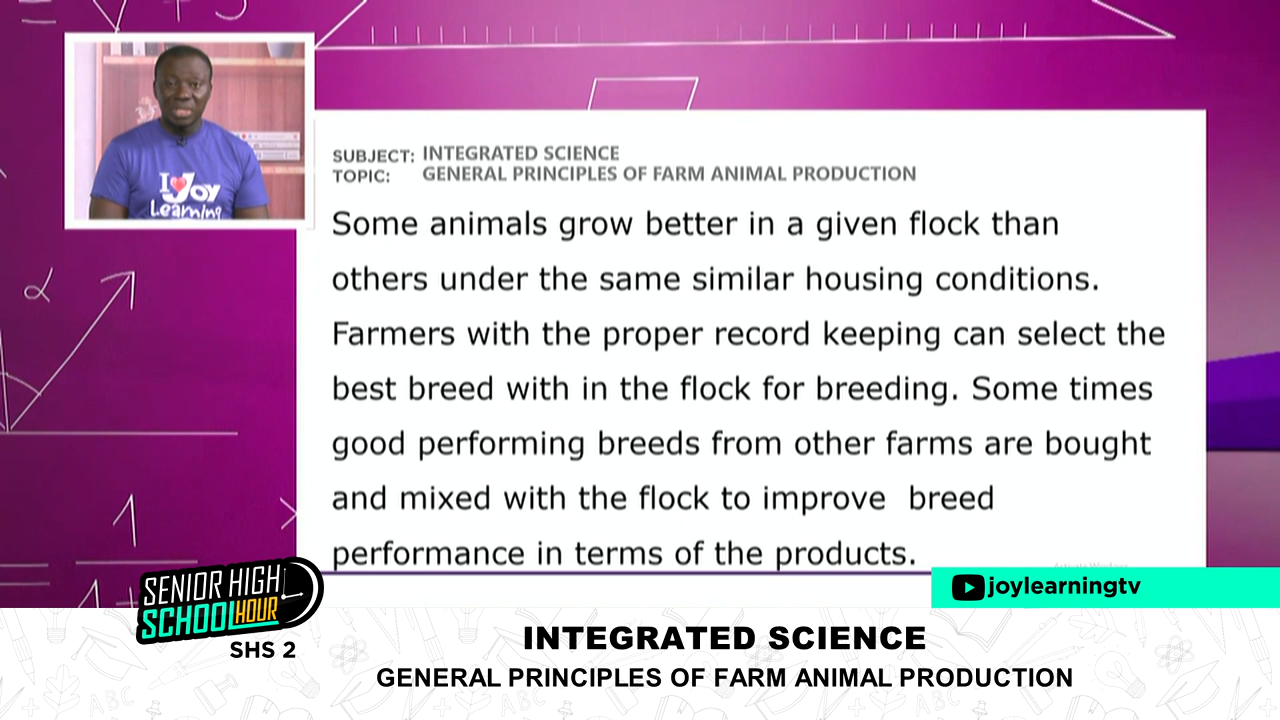 I ♥ Joy
Learning
SUBJECT: INTEGRATED SCIENCE
TOPIC: GENERAL PRINCIPLES OF FARM ANIMAL PRODUCTION
Some animals grow better in a given flock than
others under the same similar housing conditions.
Farmers with the proper record keeping can select the
best breed with in the flock for breeding. Some times
good performing breeds from other farms are bought
and mixed with the flock to improve  breed
performance in terms of the products.
α
1
SENIOR HIGH
SCHOOL HOUR
SHS 2
joylearningtv
INTEGRATED SCIENCE
GENERAL PRINCIPLES OF FARM ANIMAL PRODUCTION